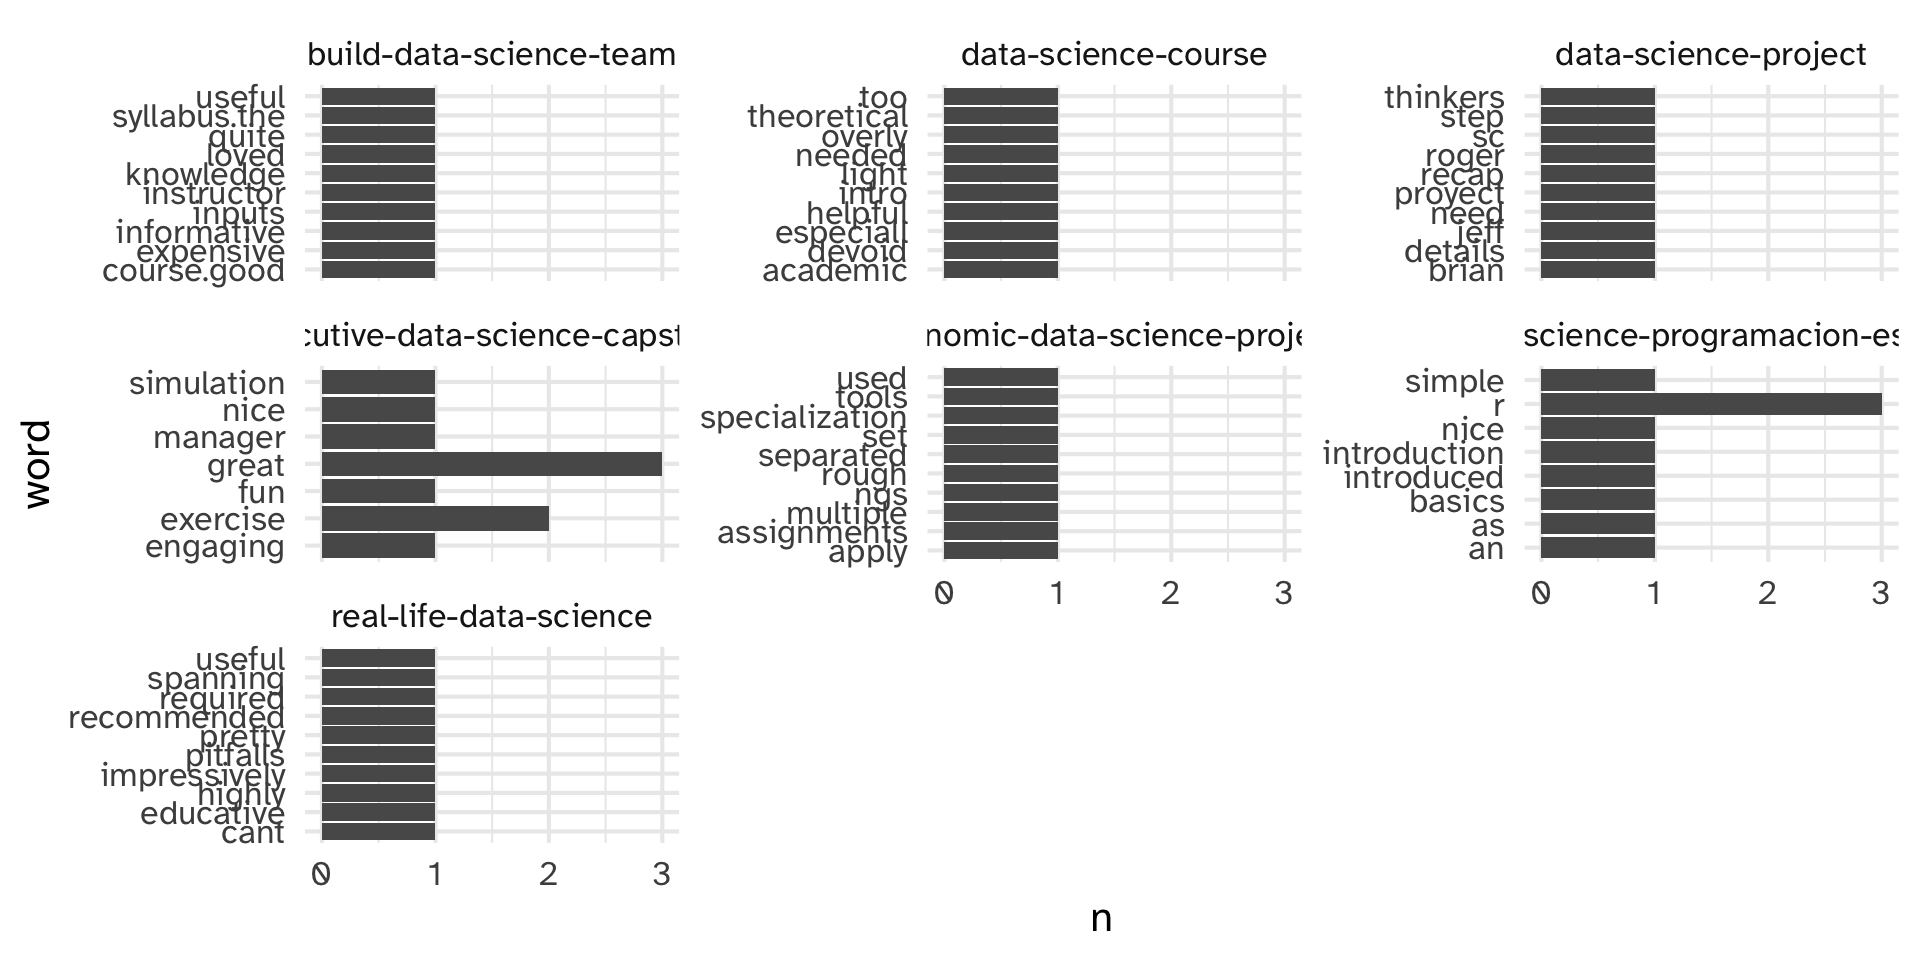 build-data-science-team
useful
syllabus.the
quite
loved
knowledge
instructor
inputs
informative
expensive
course.good
data-science-course
too
theoretical
overly
needed
light
intro
helpful
especiall
devoid
academic
data-science-project
thinkers
step
sc
roger
recap
proyect
need
jeff
details
brian
cutive-data-science-capst
simulation
nice
manager
great
fun
exercise
engaging
nomic-data-science-proje
used
tools
specialization
set
separated
rough
ngs
multiple
assignments
apply
0 1 2 3
science-programacion-es
simple
r
nice
introduction
introduced
basics
as
an
0 1 2 3
real-life-data-science
useful
spanning
required
recommended
pretty
pitfalls
impressively
highly
educative
cant
0 1 2 3
word
n